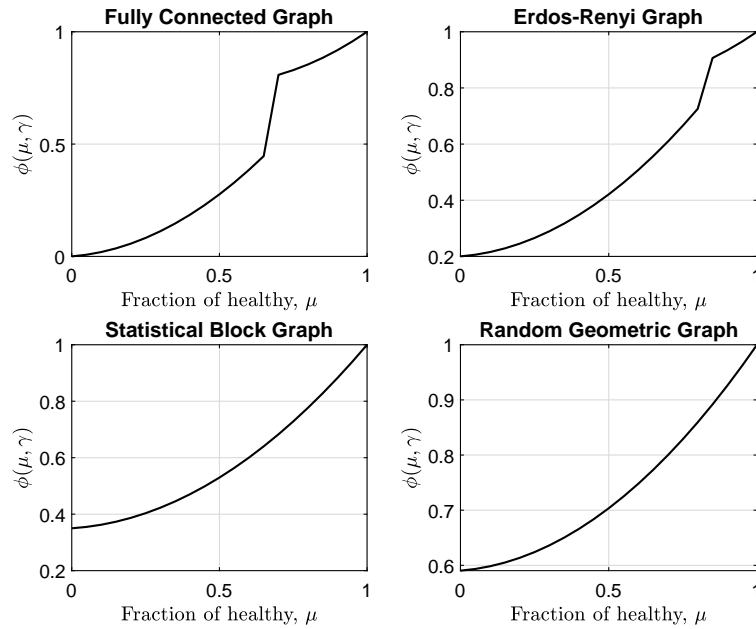 Fully Connected Graph
1
0.5
0
ϕ(μ, γ)
0 0.5 1
Fraction of healthy, μ
Erdos-Renyi Graph
1
0.8
0.6
0.4
0.2
ϕ(μ, γ)
0 0.5 1
Fraction of healthy, μ
Statistical Block Graph
1
0.8
0.6
0.4
0.2
ϕ(μ, γ)
0 0.5 1
Fraction of healthy, μ
Random Geometric Graph
1
0.9
0.8
0.7
0.6
ϕ(μ, γ)
0 0.5 1
Fraction of healthy, μ